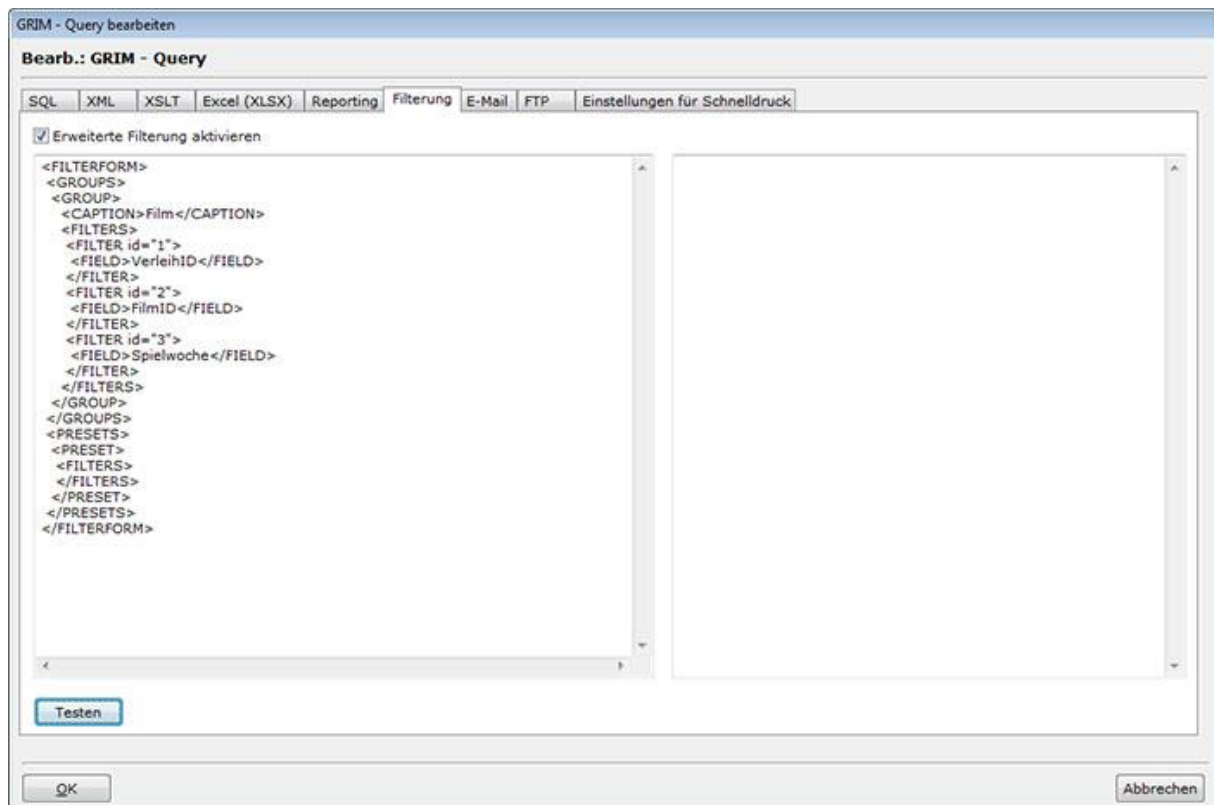 GRIM - Query bearbeiten
Bearb.: GRIM - Query
SQL XML XSLT Excel (XLSX) Reporting Filterung E-Mail FTP Einstellungen für Schnelldruck
Erweiterte Filterung aktivieren
<FILTERFORM>
<GROUPS>
<GROUP>
<CAPTION>Film</CAPTION>
<FILTERS>
<FILTER id="1">
<FIELD>VerleihID</FIELD>
</FILTER>
<FILTER id="2">
<FIELD>FilmID</FIELD>
</FILTER>
<FILTER id="3">
<FIELD>Spielwoche</FIELD>
</FILTER>
</FILTERS>
</GROUP>
</GROUPS>
<PRESETS>
<PRESET>
<FILTERS>
</FILTERS>
</PRESET>
</PRESETS>
</FILTERFORM>
Testen
OK Abbrechen